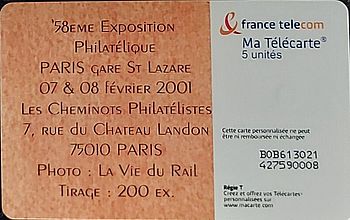 '58EME EXPOSITION
PHILATÉLIQUE
PARIS GARE ST LAZARE
07 & 08 FÉVRIER 2001
LES CHEMINOTS PHILATÉLISTES
7, RUE DU CHATEAU LANDON
75010 PARIS
PHOTO : LA VIE DU RAIL
TIRAGE : 200 EX.
france telecom
Ma Télécarte®
5 unités
Cette carte personnalisée ne peut
être ni remboursée ni échangée
B0B613021
427590008
Régie T
Créez et offrez vos Télécartes
personnalisées sur
www.macarte.com